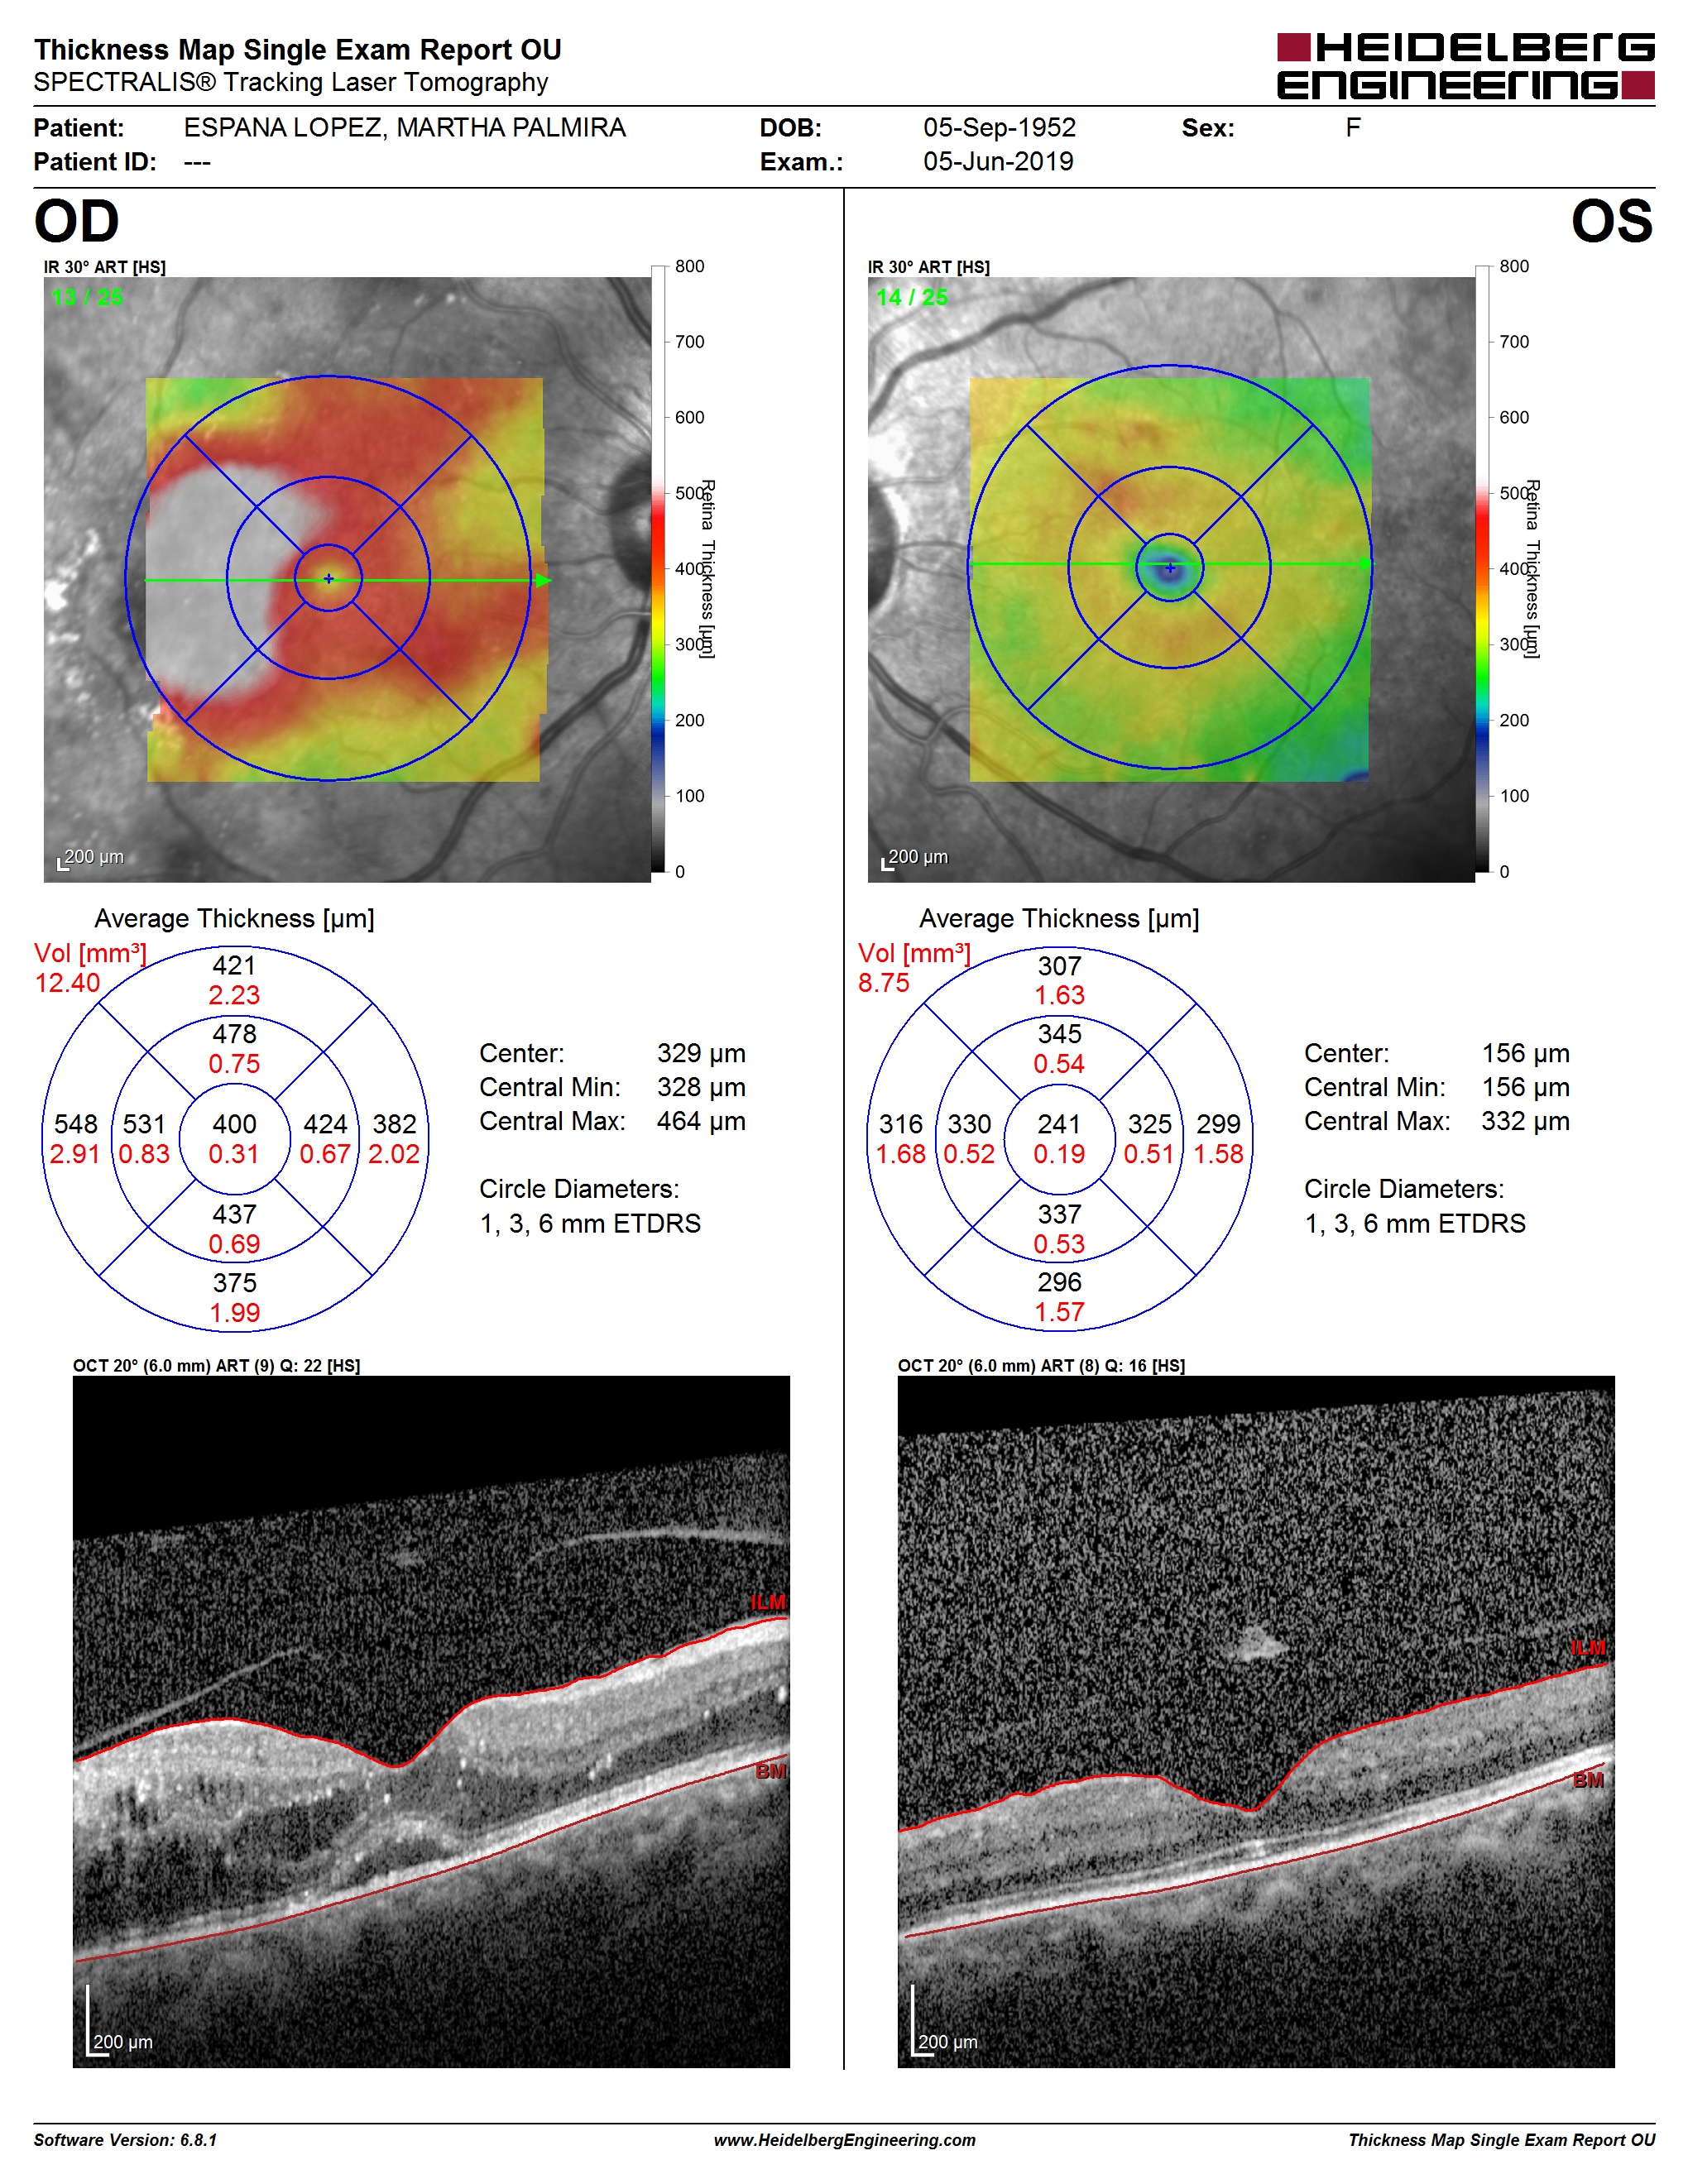 Thickness Map Single Exam Report OU
SPECTRALIS® Tracking Laser Tomography
HEIDELBERG
ENGINEERING
Patient: ESPANA LOPEZ, MARTHA PALMIRA DOB: 05-Sep-1952 Sex: F
Patient ID: --- Exam.: 05-Jun-2019
OD
IR 30° ART [HS]
13 / 25
800
700
600
500
400
300
200
100
0
Retina Thickness [µm]
200 µm
Average Thickness [µm]
Vol [mm³]
12.40
421
2.23
478
0.75
548 531 400 424 382
2.91 0.83 0.31 0.67 2.02
437
0.69
375
1.99
Center: 329 µm
Central Min: 328 µm
Central Max: 464 µm
Circle Diameters:
1, 3, 6 mm ETDRS
OCT 20° (6.0 mm) ART (9) Q: 22 [HS]
ILM
BM
200 µm
OS
IR 30° ART [HS]
14 / 25
800
700
600
500
400
300
200
100
0
Retina Thickness [µm]
200 µm
Average Thickness [µm]
Vol [mm³]
8.75
307
1.63
345
0.54
316 330 241 325 299
1.68 0.52 0.19 0.51 1.58
337
0.53
296
1.57
Center: 156 µm
Central Min: 156 µm
Central Max: 332 µm
Circle Diameters:
1, 3, 6 mm ETDRS
OCT 20° (6.0 mm) ART (8) Q: 16 [HS]
ILM
BM
200 µm
Software Version: 6.8.1 www.HeidelbergEngineering.com Thickness Map Single Exam Report OU